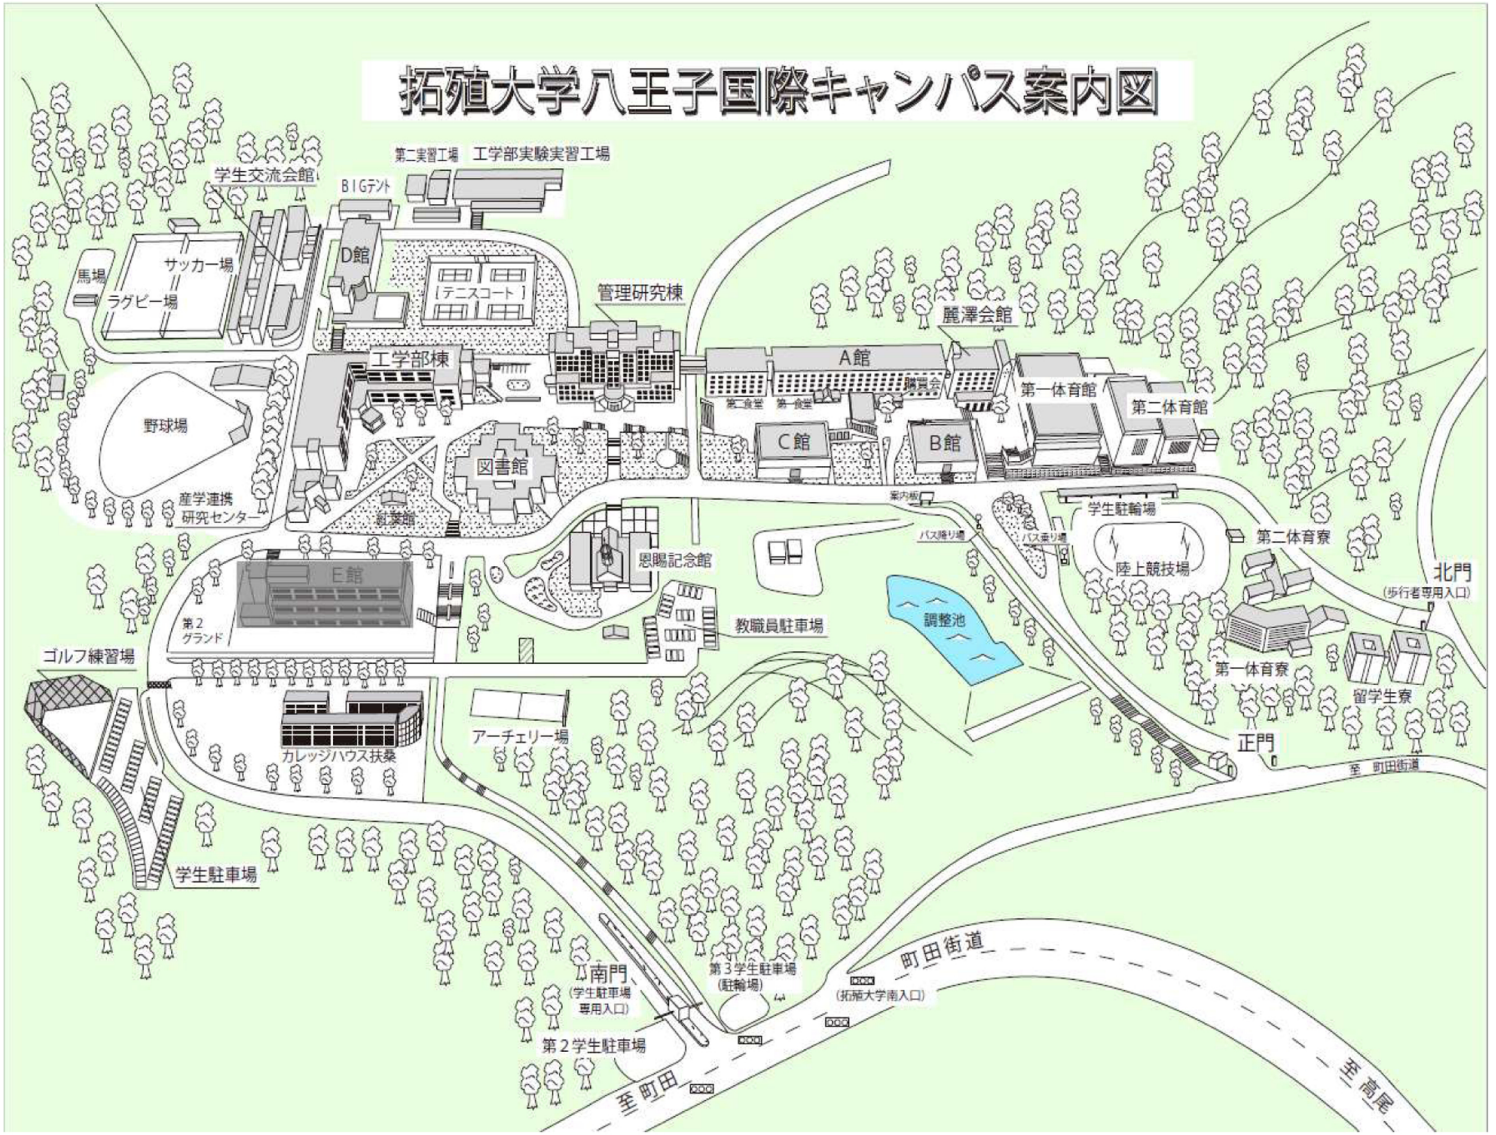 拓殖大学八王子国際キャンパス案内図
第二実習工場
工学部実験実習工場
学生交流会館
BIGテント
D館
サッカー場
馬場
ラグビー場
テニスコート
管理研究棟
麗澤会館
工学部棟
A館
購買会
第二食堂
第一食堂
第一体育館
第二体育館
野球場
図書館
C館
B館
産学連携
研究センター
紅葉館
案内板
学生駐輪場
バス降り場
バス乗り場
第二体育寮
恩賜記念館
陸上競技場
北門
(歩行者専用入口)
E館
第2
グランド
教職員駐車場
調整池
ゴルフ練習場
第一体育寮
留学生寮
アーチェリー場
カレッジハウス扶桑
正門
至 町田街道
学生駐車場
町田街道
南門
(学生駐車場
専用入口)
第3学生駐車場
(駐輪場)
(拓殖大学南入口)
第2学生駐車場
至町田
至高尾